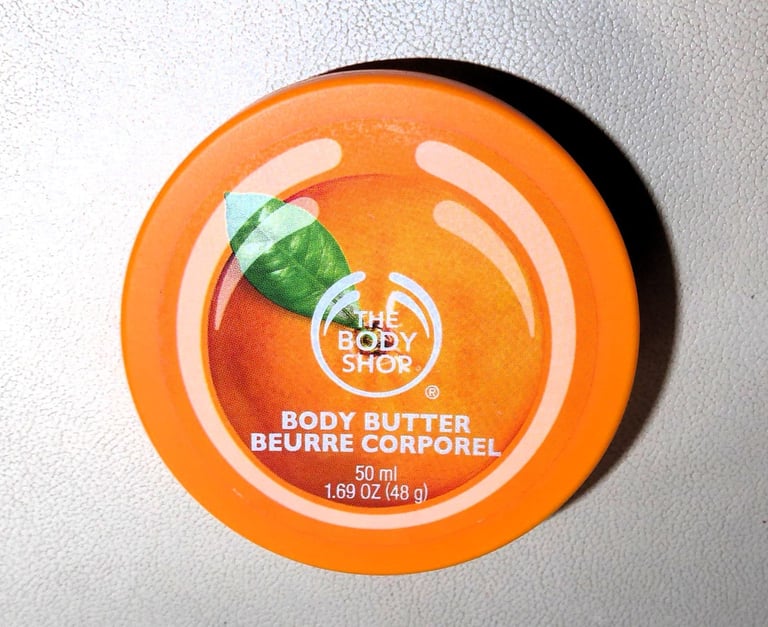 THE
BODY
SHOP
®
BODY BUTTER
BEURRE CORPOREL
50 ml
1.69 OZ (48 g)